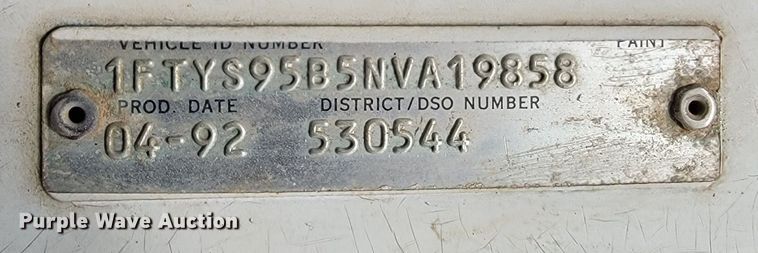 VEHICLE ID NUMBER PAINT
1FTYS95B5NVA19858
PROD. DATE DISTRICT/DSO NUMBER
04-92 530544
Purple Wave Auction